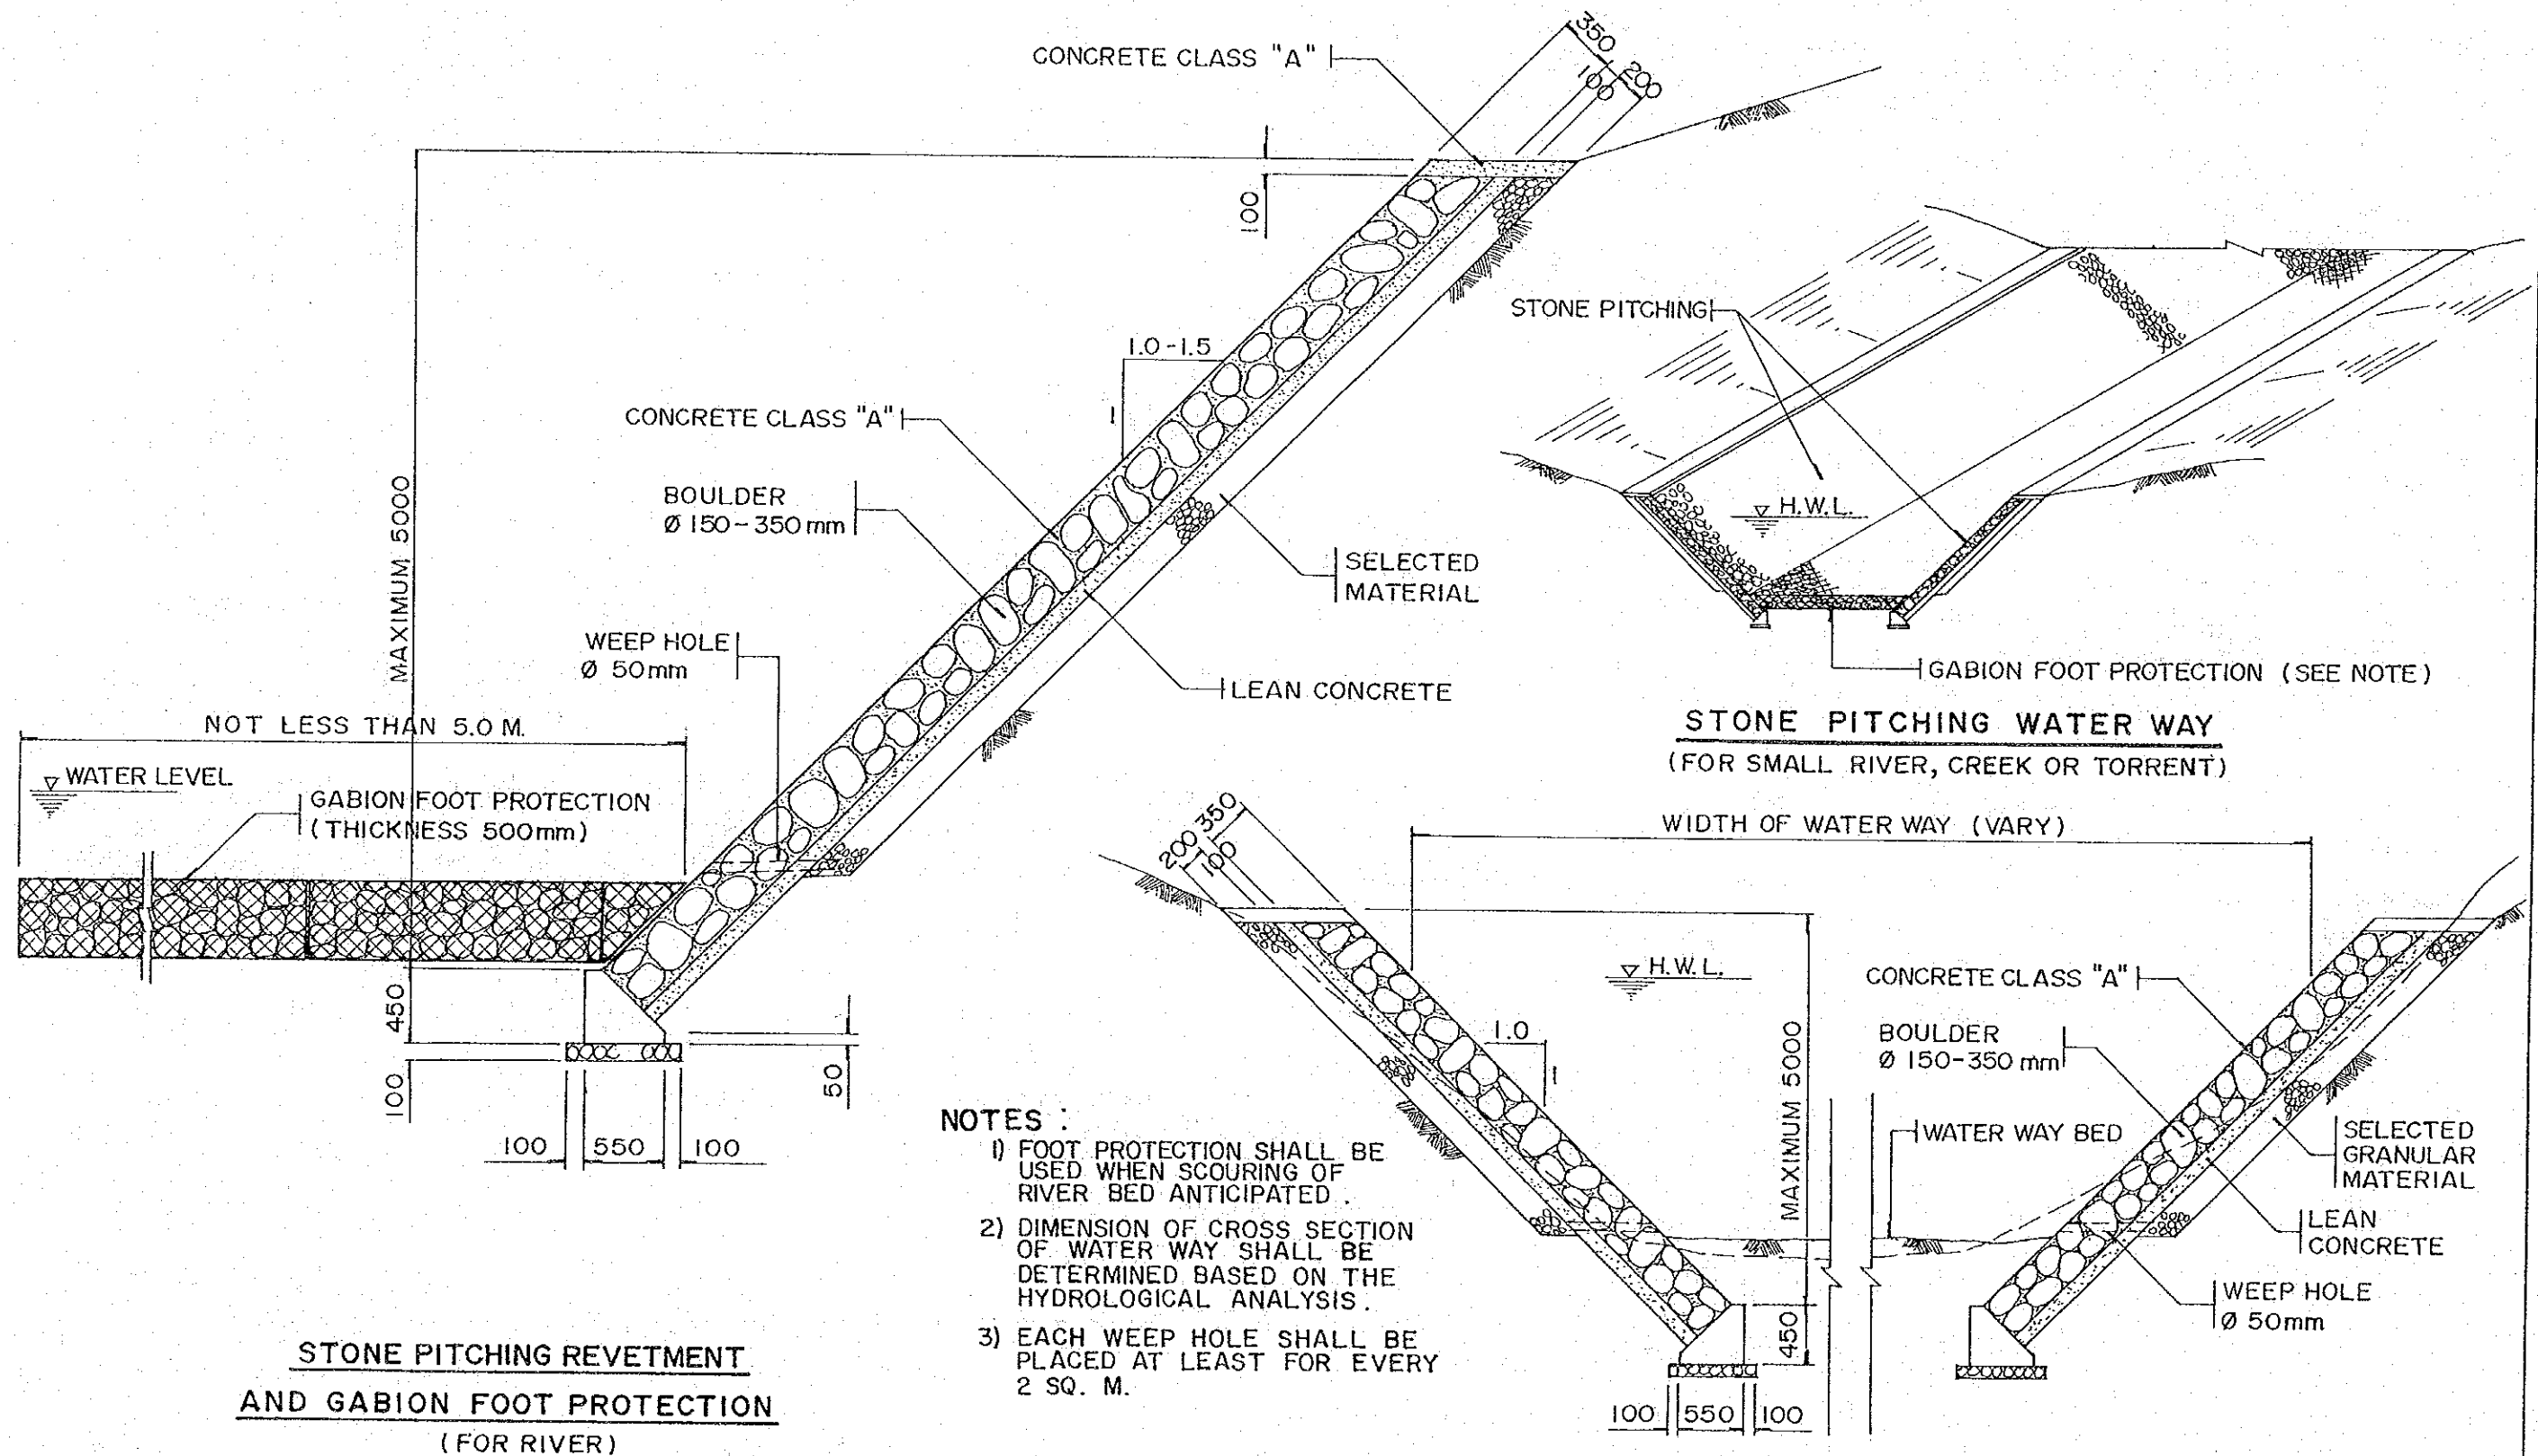 CONCRETE CLASS "A"
350
100
200
100
MAXIMUM 5000
1.0-1.5
1
CONCRETE CLASS "A"
BOULDER
Ø 150-350mm
SELECTED
MATERIAL
WEEP HOLE
Ø 50mm
LEAN CONCRETE
NOT LESS THAN 5.0 M.
WATER LEVEL
GABION FOOT PROTECTION
(THICKNESS 500mm)
450
100
50
100
550
100
STONE PITCHING REVETMENT
AND GABION FOOT PROTECTION
(FOR RIVER)
STONE PITCHING
H.W.L.
GABION FOOT PROTECTION (SEE NOTE)
STONE PITCHING WATER WAY
(FOR SMALL RIVER, CREEK OR TORRENT)
WIDTH OF WATER WAY (VARY)
200
350
100
H.W.L.
1.0
1
MAXIMUM 5000
450
100
550
100
CONCRETE CLASS "A"
BOULDER
Ø 150-350mm
WATER WAY BED
SELECTED
GRANULAR
MATERIAL
LEAN
CONCRETE
WEEP HOLE
Ø 50mm
NOTES :
1) FOOT PROTECTION SHALL BE
USED WHEN SCOURING OF
RIVER BED ANTICIPATED.
2) DIMENSION OF CROSS SECTION
OF WATER WAY SHALL BE
DETERMINED BASED ON THE
HYDROLOGICAL ANALYSIS.
3) EACH WEEP HOLE SHALL BE
PLACED AT LEAST FOR EVERY
2 SQ. M.